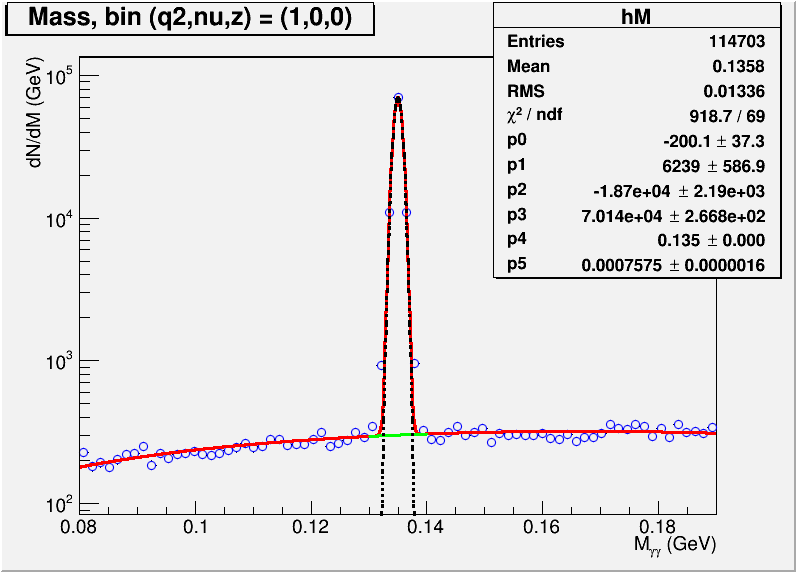 Mass, bin (q2,nu,z) = (1,0,0)
hM
Entries 114703
Mean 0.1358
RMS 0.01336
χ² / ndf 918.7 / 69
p0 -200.1 ± 37.3
p1 6239 ± 586.9
p2 -1.87e+04 ± 2.19e+03
p3 7.014e+04 ± 2.668e+02
p4 0.135 ± 0.000
p5 0.0007575 ± 0.0000016
dN/dM (GeV)
10⁵
10⁴
10³
10²
0.08 0.1 0.12 0.14 0.16 0.18
M_γγ (GeV)